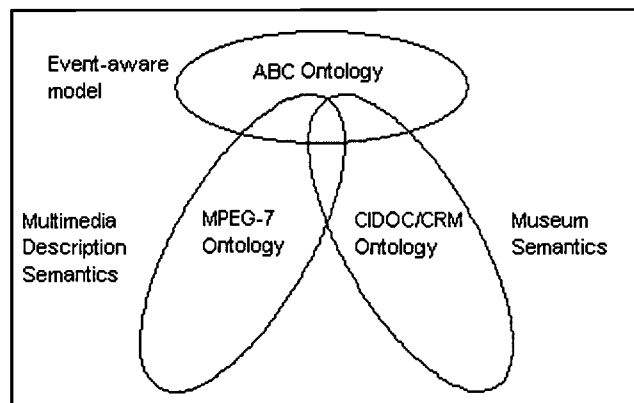 Event-aware
model
ABC Ontology
Multimedia
Description
Semantics
MPEG-7
Ontology
CIDOC/CRM
Ontology
Museum
Semantics